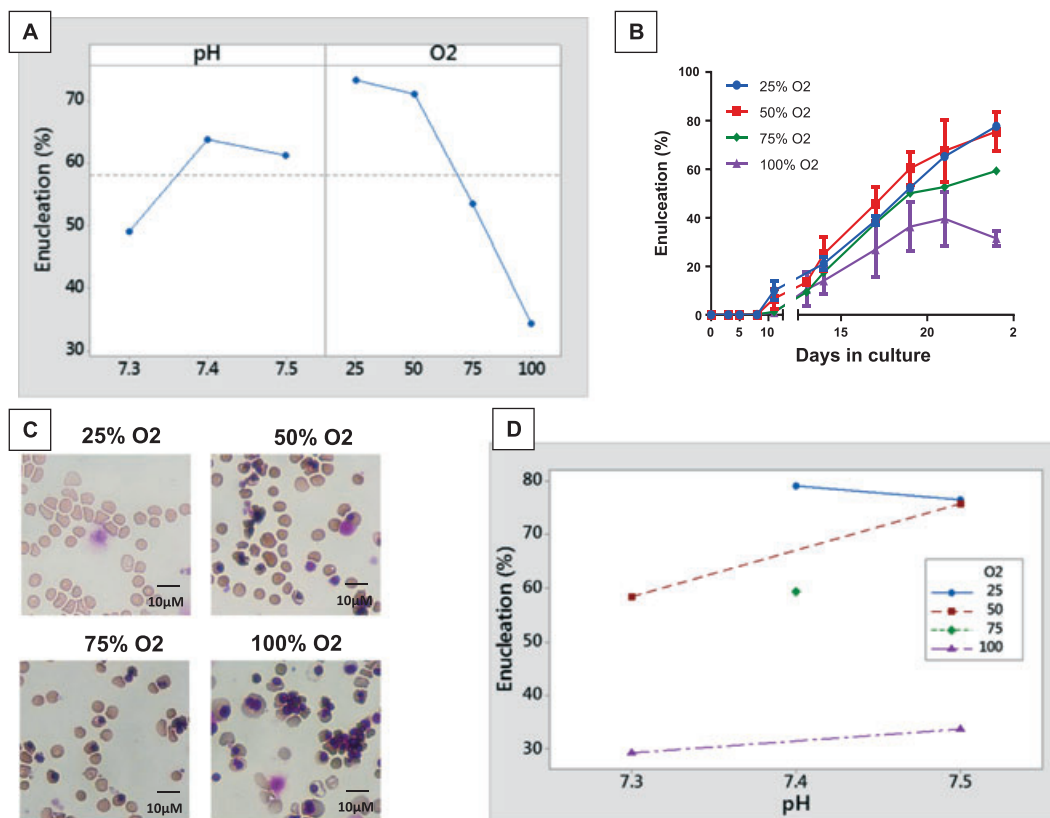 A
pH
O2
Enucleation (%)
70
60
50
40
30
7.3
7.4
7.5
25
50
75
100
B
25% O2
50% O2
75% O2
100% O2
Enulceation (%)
100
80
60
40
20
0
0
5
10
15
20
2
Days in culture
C
25% O2
50% O2
10µM
10µM
75% O2
100% O2
10µM
10µM
D
Enucleation (%)
80
70
60
50
40
30
O2
25
50
75
100
7.3
7.4
7.5
pH